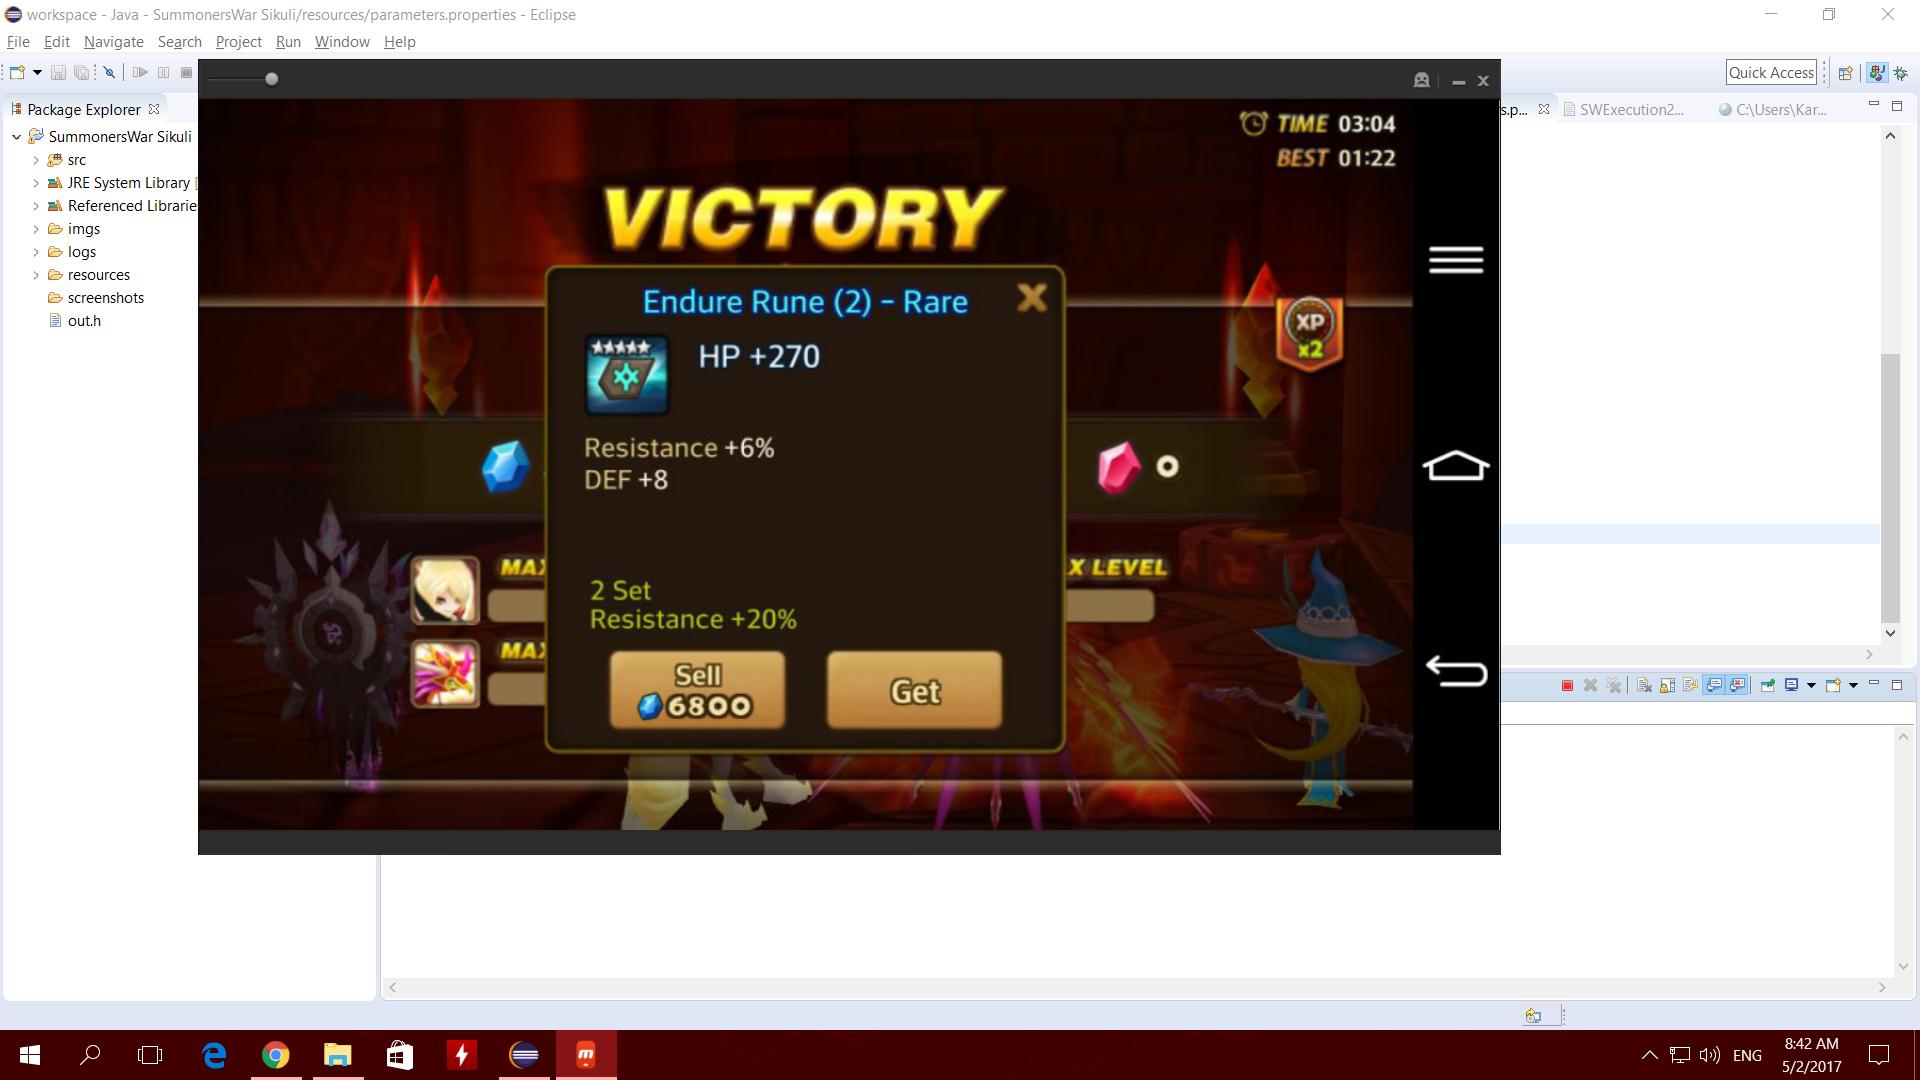 workspace - Java - SummonersWar Sikuli/resources/parameters.properties - Eclipse
File Edit Navigate Search Project Run Window Help
Quick Access
Package Explorer
s.p...
SWExecution2...
C:\Users\Kar...
SummonersWar Sikuli
src
JRE System Library [
Referenced Librarie
imgs
logs
resources
screenshots
out.h
TIME 03:04
BEST 01:22
VICTORY
Endure Rune (2) - Rare
HP +270
XP
x2
Resistance +6%
DEF +8
0
MAX
X LEVEL
2 Set
Resistance +20%
MAX
Sell
6800
Get
ENG
8:42 AM
5/2/2017